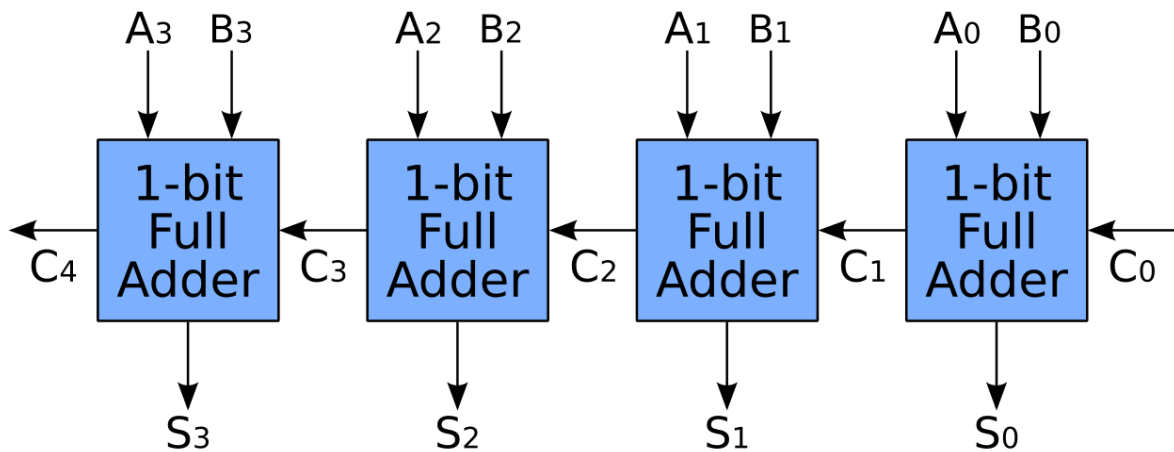 A3 B3 A2 B2 A1 B1 A0 B0
1-bit Full Adder
1-bit Full Adder
1-bit Full Adder
1-bit Full Adder
C4 C3 C2 C1 C0
S3 S2 S1 S0